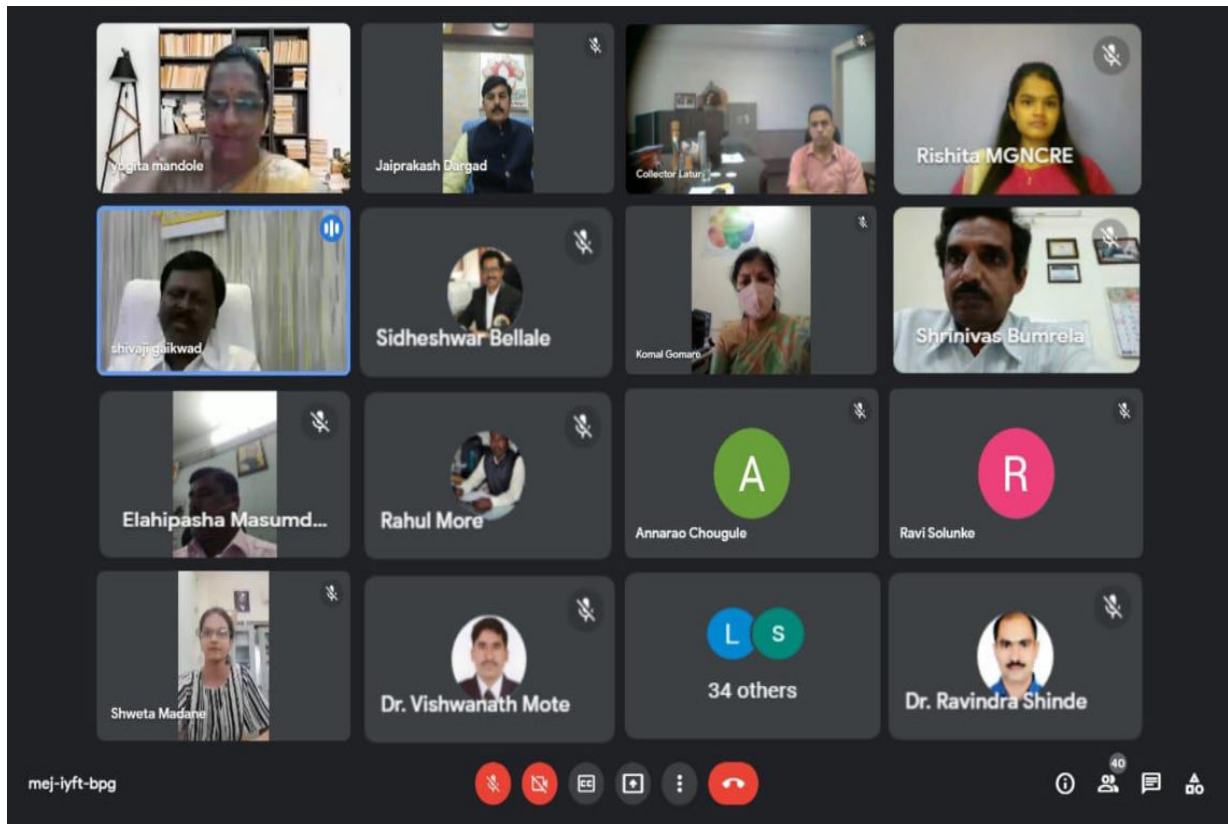 yogita mandole
Jaiprakash Dargad
Collector Latur
Rishita MGNCRE
shivaji gaikwad
Sidheshwar Bellale
Komal Gomare
Shrinivas Bumrela
Elahipasha Masumd...
Rahul More
A
Annarao Chougule
R
Ravi Solunke
Shweta Madane
Dr. Vishwanath Mote
L S
34 others
Dr. Ravindra Shinde
mej-iyft-bpg
CC
40